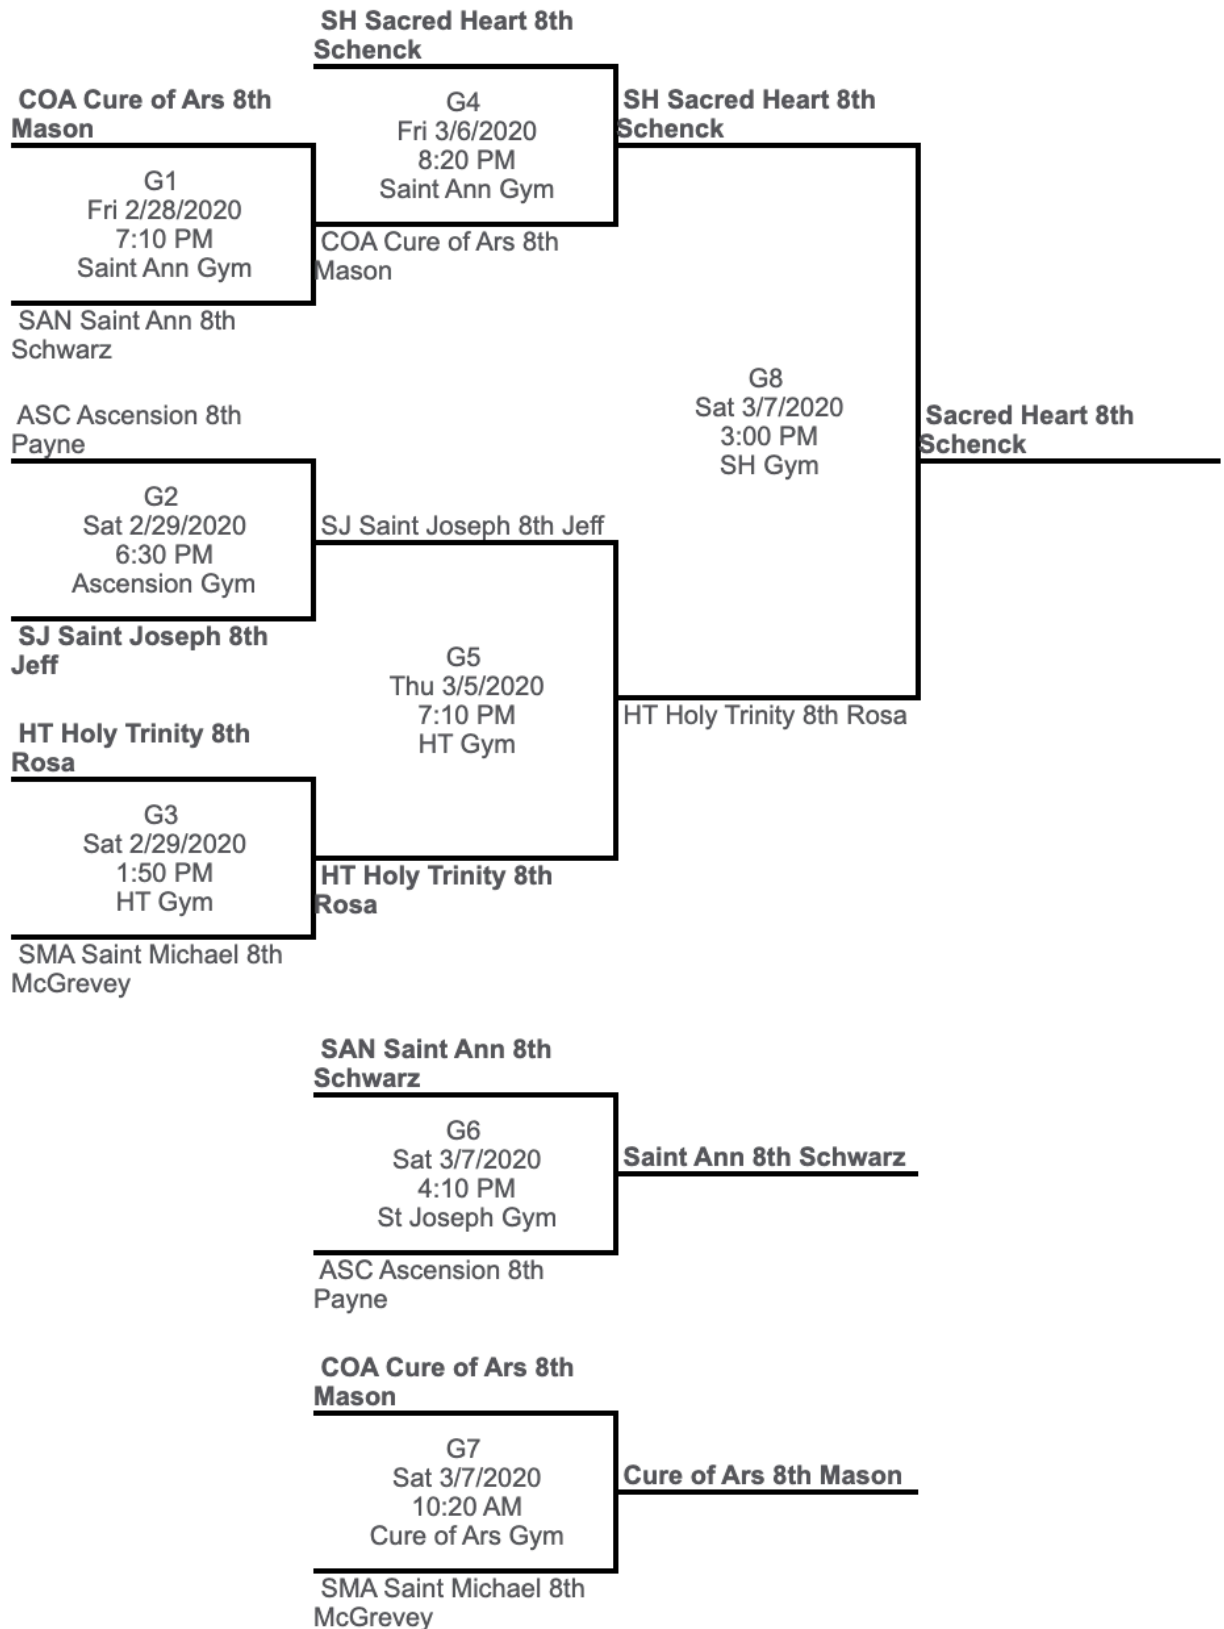 SH Sacred Heart 8th
Schenck
COA Cure of Ars 8th
Mason
G4
Fri 3/6/2020
8:20 PM
Saint Ann Gym
SH Sacred Heart 8th
Schenck
G1
Fri 2/28/2020
7:10 PM
Saint Ann Gym
COA Cure of Ars 8th
Mason
SAN Saint Ann 8th
Schwarz
G8
Sat 3/7/2020
3:00 PM
SH Gym
ASC Ascension 8th
Payne
Sacred Heart 8th
Schenck
G2
Sat 2/29/2020
6:30 PM
Ascension Gym
SJ Saint Joseph 8th Jeff
SJ Saint Joseph 8th
Jeff
G5
Thu 3/5/2020
7:10 PM
HT Gym
HT Holy Trinity 8th Rosa
HT Holy Trinity 8th
Rosa
G3
Sat 2/29/2020
1:50 PM
HT Gym
HT Holy Trinity 8th
Rosa
SMA Saint Michael 8th
McGrevey
SAN Saint Ann 8th
Schwarz
G6
Sat 3/7/2020
4:10 PM
St Joseph Gym
Saint Ann 8th Schwarz
ASC Ascension 8th
Payne
COA Cure of Ars 8th
Mason
G7
Sat 3/7/2020
10:20 AM
Cure of Ars Gym
Cure of Ars 8th Mason
SMA Saint Michael 8th
McGrevey